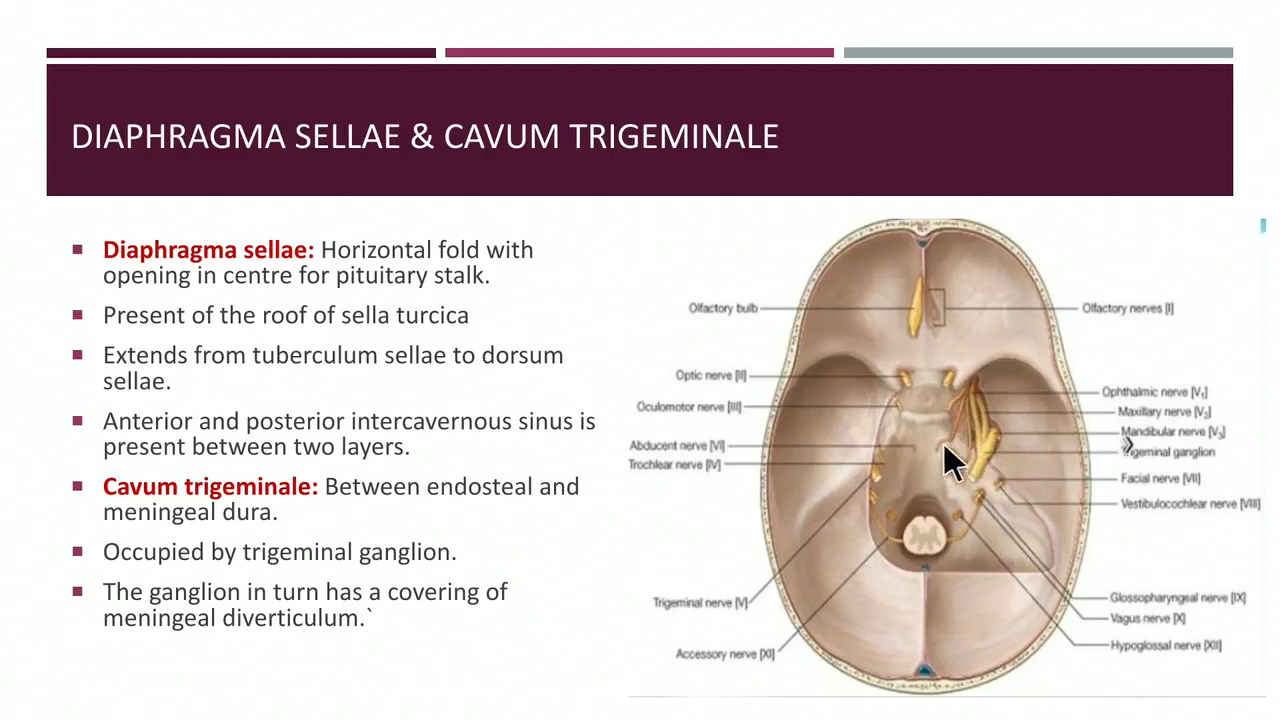 DIAPHRAGMA SELLAE & CAVUM TRIGEMINALE
Diaphragma sellae: Horizontal fold with
opening in centre for pituitary stalk.
Present of the roof of sella turcica
Extends from tuberculum sellae to dorsum
sellae.
Anterior and posterior intercavernous sinus is
present between two layers.
Cavum trigeminale: Between endosteal and
meningeal dura.
Occupied by trigeminal ganglion.
The ganglion in turn has a covering of
meningeal diverticulum.`
Olfactory bulb
Optic nerve [II]
Oculomotor nerve [III]
Abducent nerve [VI]
Trochlear nerve [IV]
Trigeminal nerve [V]
Accessory nerve [XI]
Olfactory nerves [I]
Ophthalmic nerve [V₁]
Maxillary nerve [V₂]
Mandibular nerve [V₃]
Trigeminal ganglion
Facial nerve [VII]
Vestibulocochlear nerve [VIII]
Glossopharyngeal nerve [IX]
Vagus nerve [X]
Hypoglossal nerve [XII]